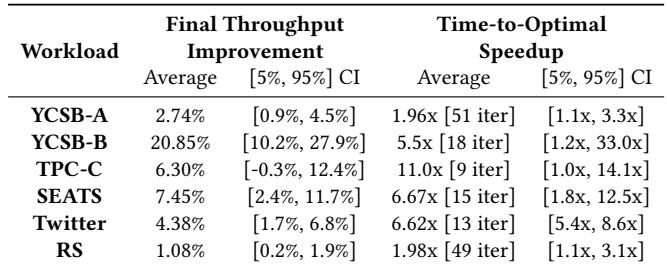 Final Throughput Time-to-Optimal
Workload Improvement Speedup
Average [5%, 95%] CI Average [5%, 95%] CI
YCSB-A 2.74% [0.9%, 4.5%] 1.96x [51 iter] [1.1x, 3.3x]
YCSB-B 20.85% [10.2%, 27.9%] 5.5x [18 iter] [1.2x, 33.0x]
TPC-C 6.30% [-0.3%, 12.4%] 11.0x [9 iter] [1.0x, 14.1x]
SEATS 7.45% [2.4%, 11.7%] 6.67x [15 iter] [1.8x, 12.5x]
Twitter 4.38% [1.7%, 6.8%] 6.62x [13 iter] [5.4x, 8.6x]
RS 1.08% [0.2%, 1.9%] 1.98x [49 iter] [1.1x, 3.1x]